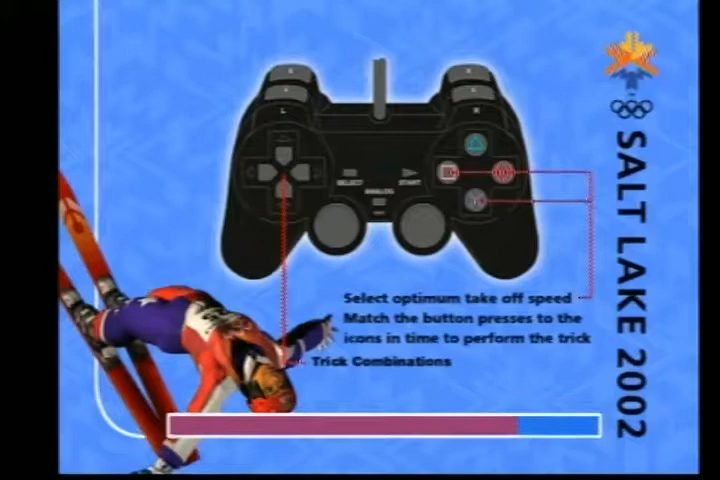 L
R
SELECT
START
ANALOG
Select optimum take off speed
Match the button presses to the
icons in time to perform the trick
Trick Combinations
SALT LAKE 2002